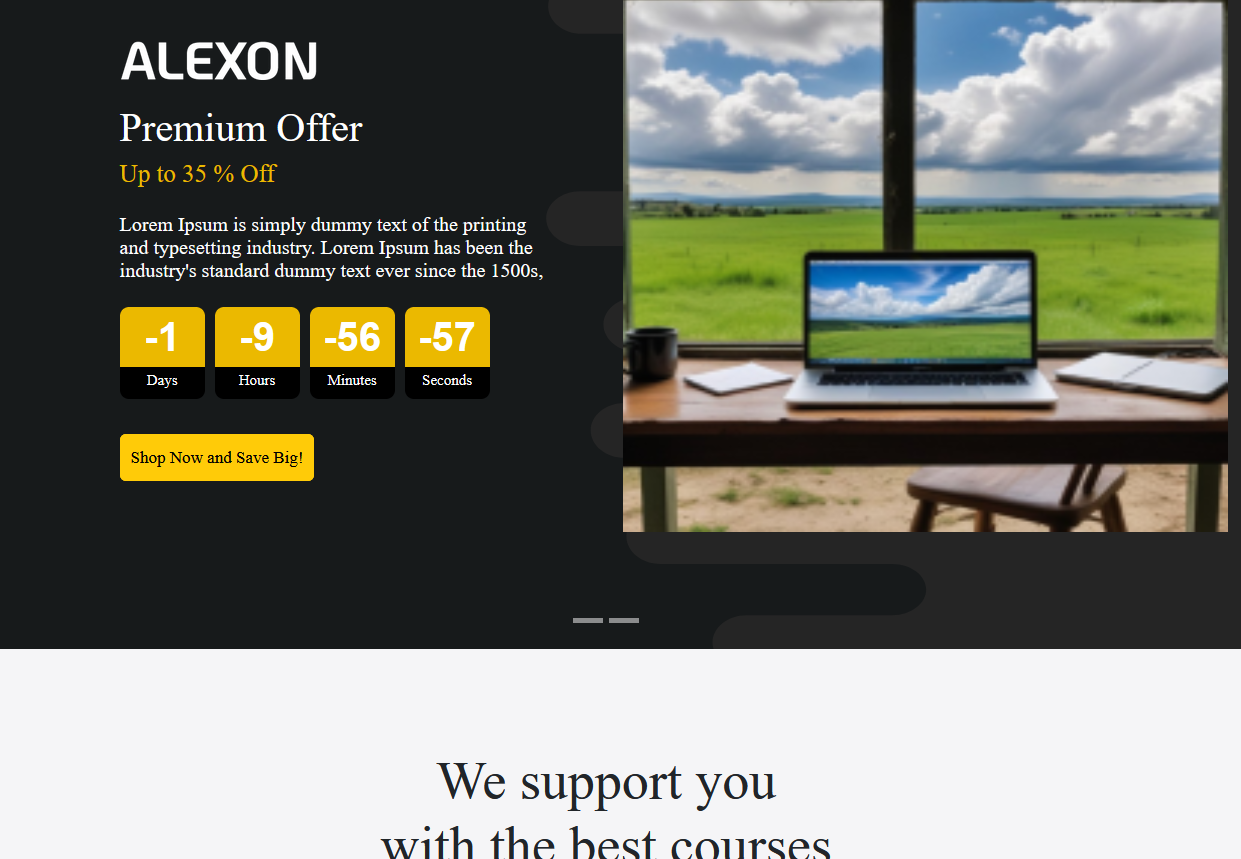 ALEXON
Premium Offer
Up to 35 % Off
Lorem Ipsum is simply dummy text of the printing
and typesetting industry. Lorem Ipsum has been the
industry's standard dummy text ever since the 1500s,
-1 -9 -56 -57
Days Hours Minutes Seconds
Shop Now and Save Big!
We support you
with the best courses